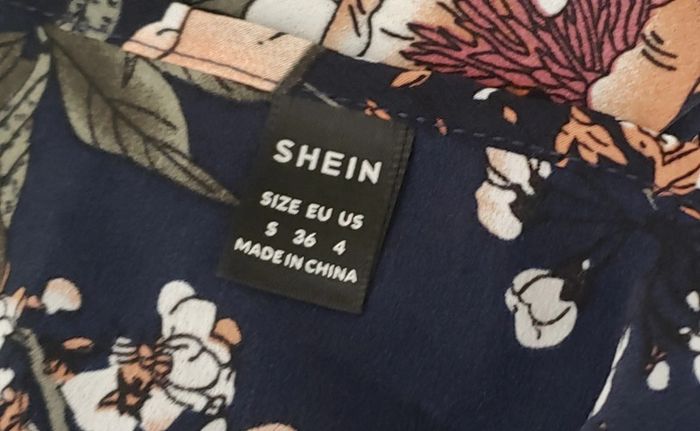 SHEIN
SIZE EU US
S 36 4
MADE IN CHINA